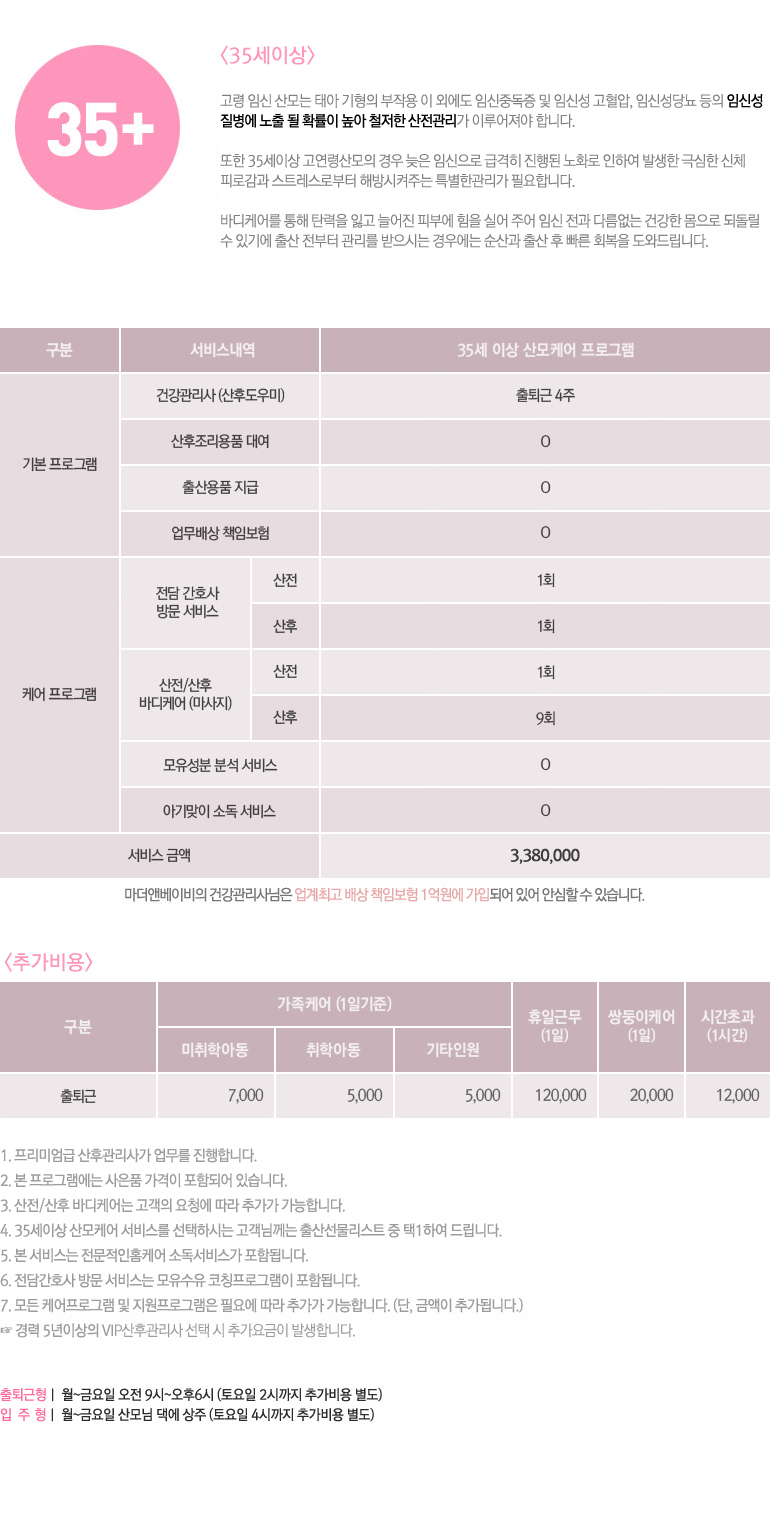 35+
〈35세이상〉
고령 임신 산모는 태아 기형의 부작용 이 외에도 임신중독증 및 임신성 고혈압, 임신성당뇨 등의 임신성
질병에 노출 될 확률이 높아 철저한 산전관리가 이루어져야 합니다.
또한 35세이상 고연령산모의 경우 늦은 임신으로 급격히 진행된 노화로 인하여 발생한 극심한 신체
피로감과 스트레스로부터 해방시켜주는 특별한관리가 필요합니다.
바디케어를 통해 탄력을 잃고 늘어진 피부에 힘을 실어 주어 임신 전과 다름없는 건강한 몸으로 되돌릴
수 있기에 출산 전부터 관리를 받으시는 경우에는 순산과 출산 후 빠른 회복을 도와드립니다.
구분 서비스내역 35세 이상 산모케어 프로그램
기본 프로그램
건강관리사 (산후도우미) 출퇴근 4주
산후조리용품 대여 O
출산용품 지급 O
업무배상 책임보험 O
케어 프로그램
전담 간호사
방문 서비스
산전 1회
산후 1회
산전/산후
바디케어 (마사지)
산전 1회
산후 9회
모유성분 분석 서비스 O
아기맞이 소독 서비스 O
서비스 금액 3,380,000
마더앤베이비의 건강관리사님은 업계최고 배상 책임보험 1억원에 가입되어 있어 안심할 수 있습니다.
〈추가비용〉
구분 가족케어 (1일기준) 휴일근무 쌍둥이케어 시간초과
(1일) (1일) (1시간)
미취학아동 취학아동 기타인원
출퇴근 7,000 5,000 5,000 120,000 20,000 12,000
1. 프리미엄급 산후관리사가 업무를 진행합니다.
2. 본 프로그램에는 사은품 가격이 포함되어 있습니다.
3. 산전/산후 바디케어는 고객의 요청에 따라 추가가 가능합니다.
4. 35세이상 산모케어 서비스를 선택하시는 고객님께는 출산선물리스트 중 택1하여 드립니다.
5. 본 서비스는 전문적인홈케어 소독서비스가 포함됩니다.
6. 전담간호사 방문 서비스는 모유수유 코칭프로그램이 포함됩니다.
7. 모든 케어프로그램 및 지원프로그램은 필요에 따라 추가가 가능합니다. (단, 금액이 추가됩니다.)
☞ 경력 5년이상의 VIP산후관리사 선택 시 추가요금이 발생합니다.
출퇴근형 | 월~금요일 오전 9시~오후6시 (토요일 2시까지 추가비용 별도)
입 주 형 | 월~금요일 산모님 댁에 상주 (토요일 4시까지 추가비용 별도)